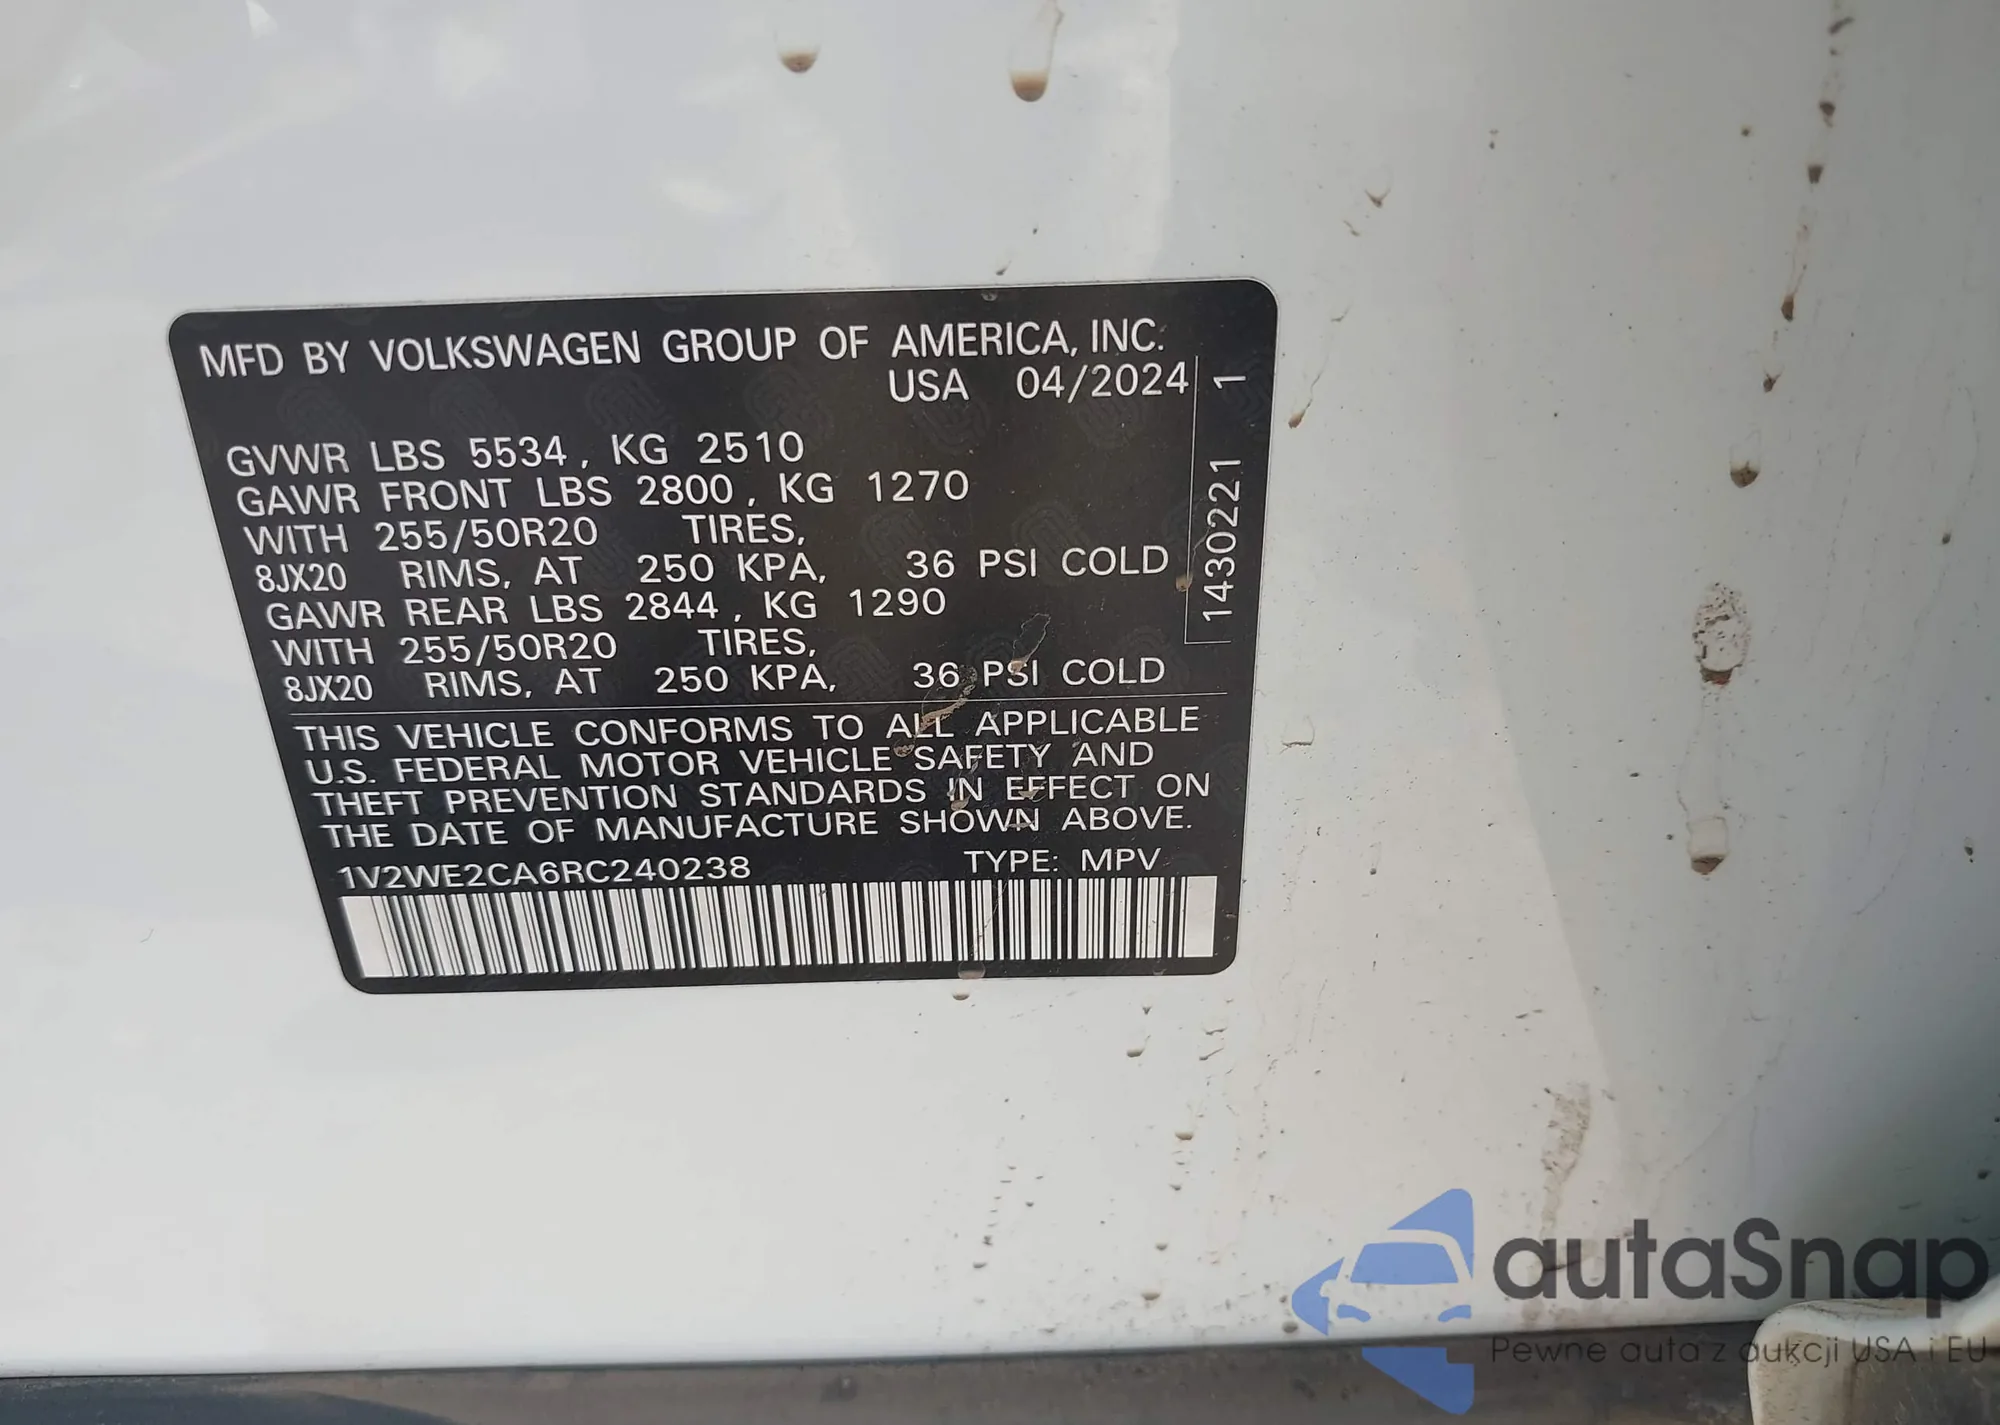 MFD BY VOLKSWAGEN GROUP OF AMERICA, INC.
USA 04/2024
GVWR LBS 5534, KG 2510
GAWR FRONT LBS 2800, KG 1270
WITH 255/50R20 TIRES,
8JX20 RIMS, AT 250 KPA, 36 PSI COLD
GAWR REAR LBS 2844, KG 1290
WITH 255/50R20 TIRES,
8JX20 RIMS, AT 250 KPA, 36 PSI COLD
14302221 1
THIS VEHICLE CONFORMS TO ALL APPLICABLE
U.S. FEDERAL MOTOR VEHICLE SAFETY AND
THEFT PREVENTION STANDARDS IN EFFECT ON
THE DATE OF MANUFACTURE SHOWN ABOVE.
1V2WE2CA6RC240238 TYPE: MPV
autaSnap
Pewne auta z aukcji USA i EU